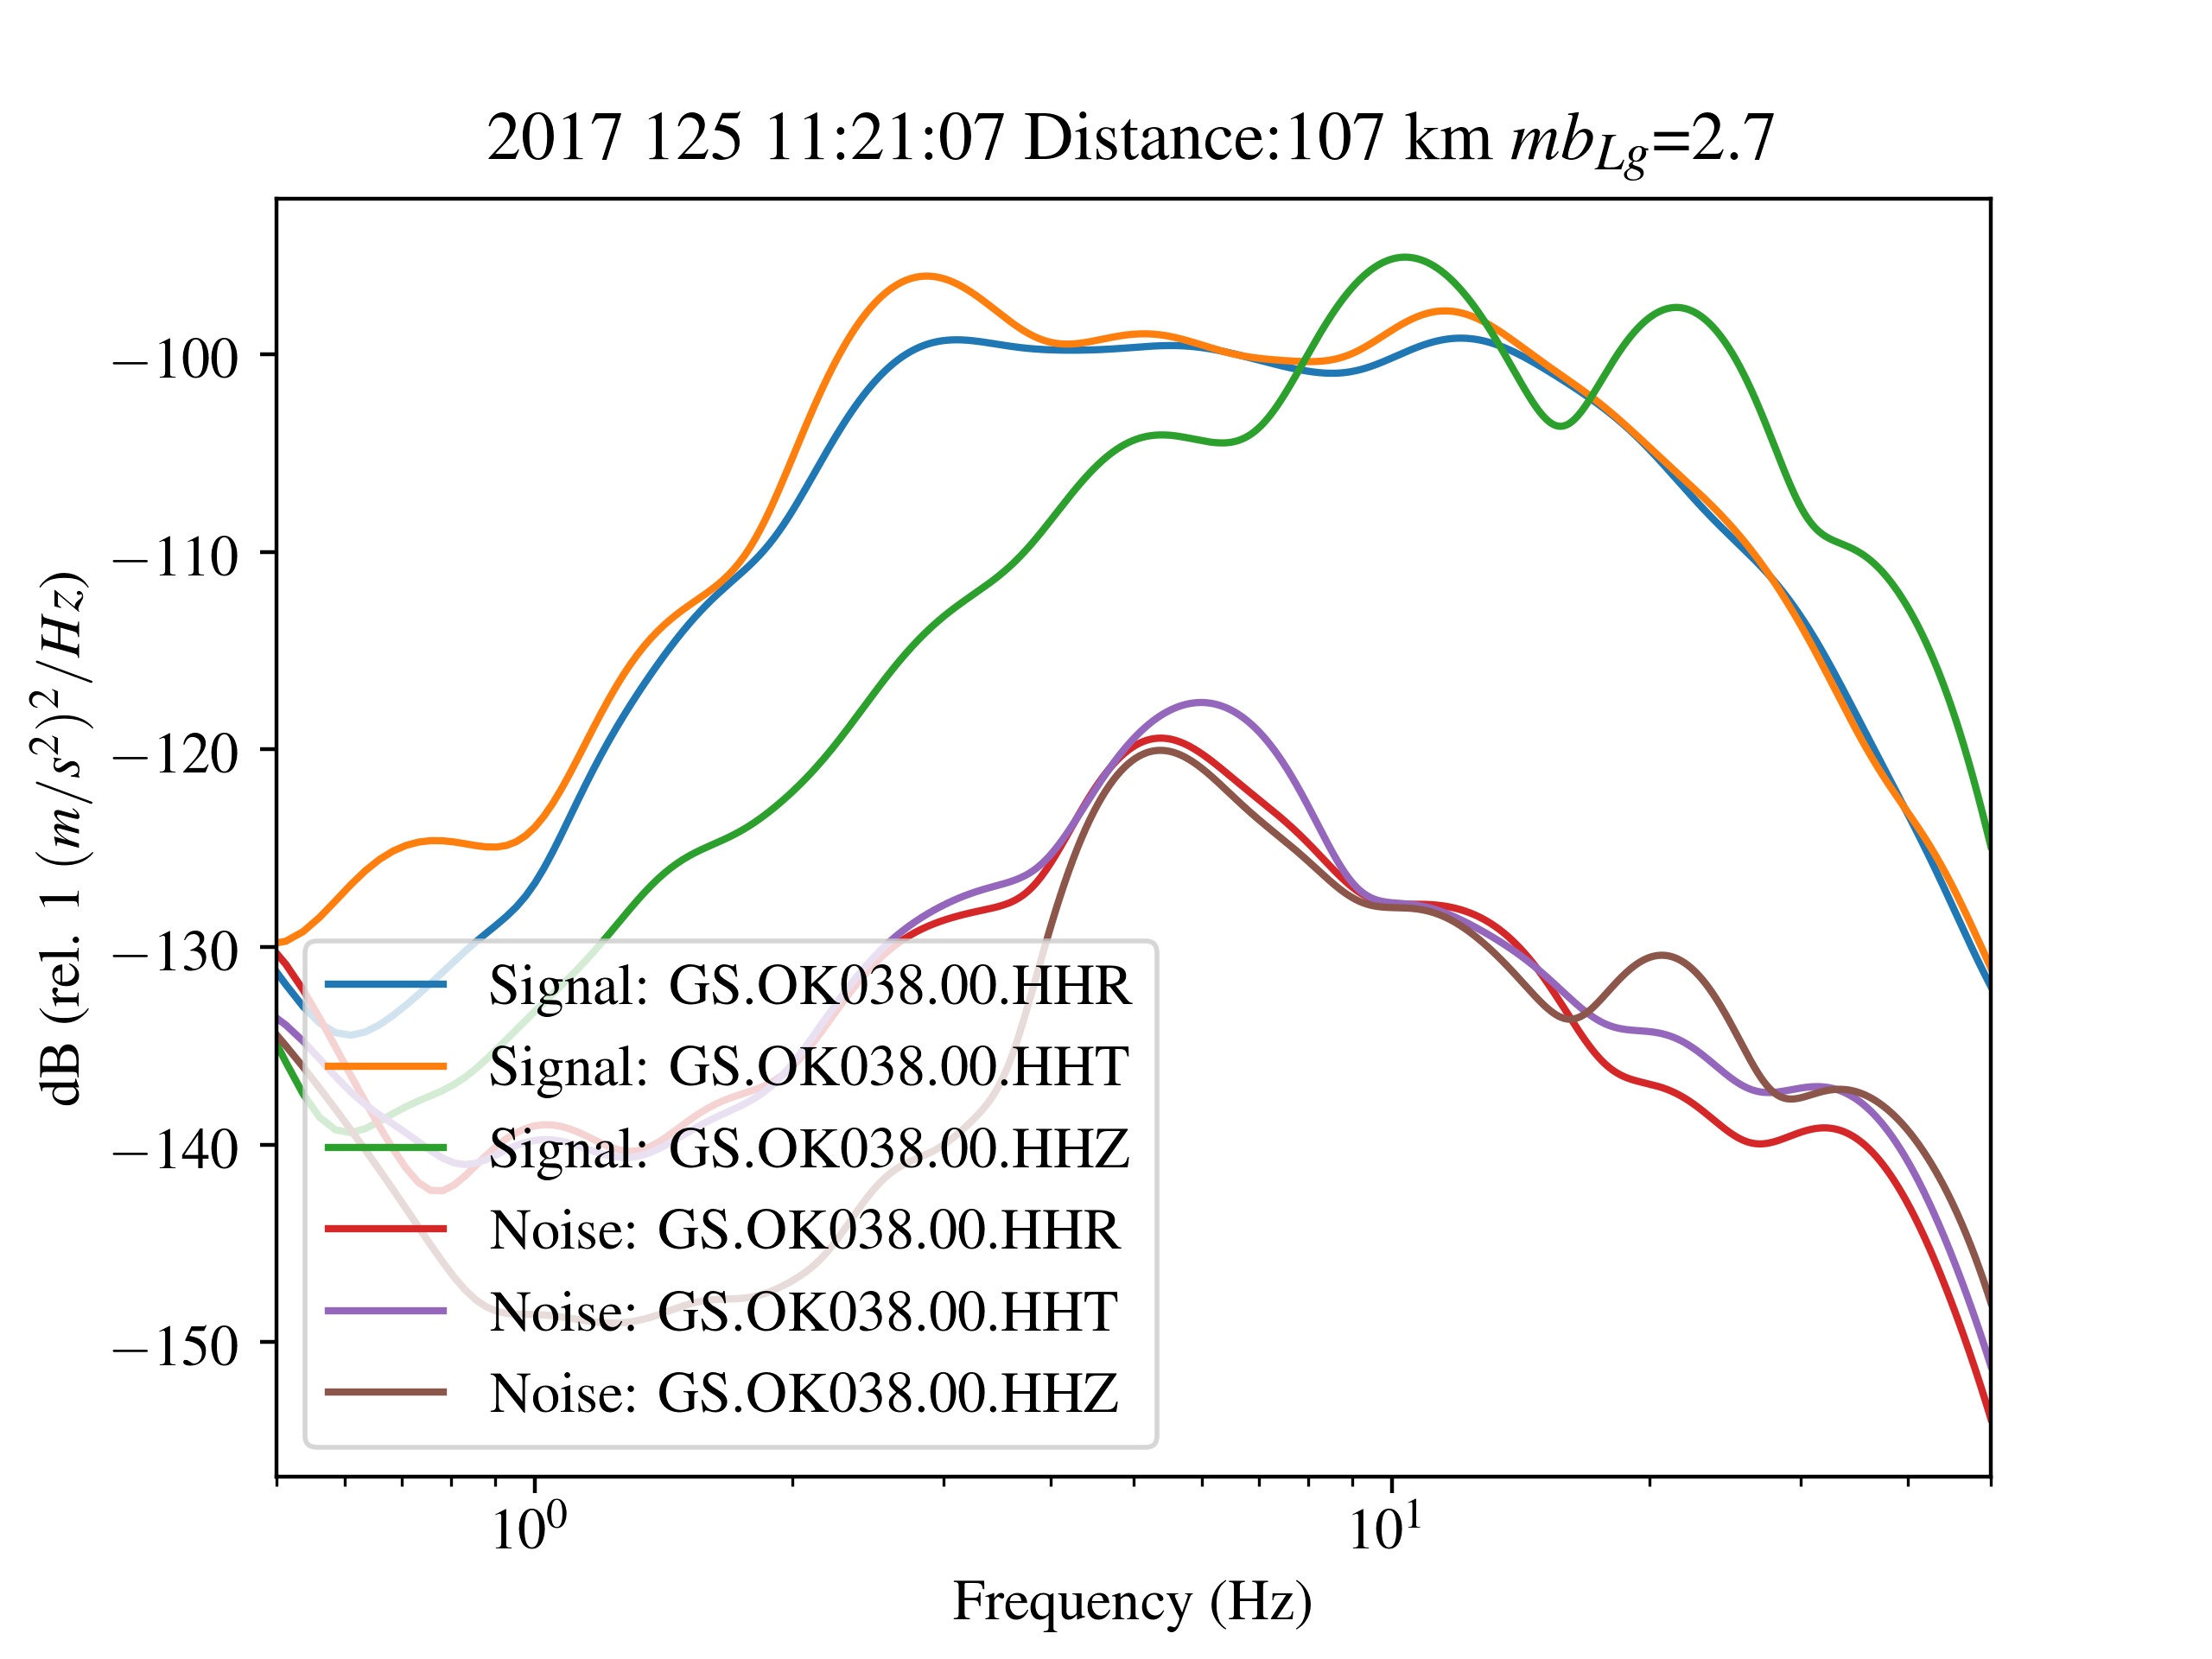 2017 125 11:21:07 Distance:107 km mb_{Lg}=2.7
dB (rel. 1 (m/s²)²/Hz)
−100
−110
−120
−130
−140
−150
Signal: GS.OK038.00.HHR
Signal: GS.OK038.00.HHT
Signal: GS.OK038.00.HHZ
Noise: GS.OK038.00.HHR
Noise: GS.OK038.00.HHT
Noise: GS.OK038.00.HHZ
10⁰ 10¹
Frequency (Hz)